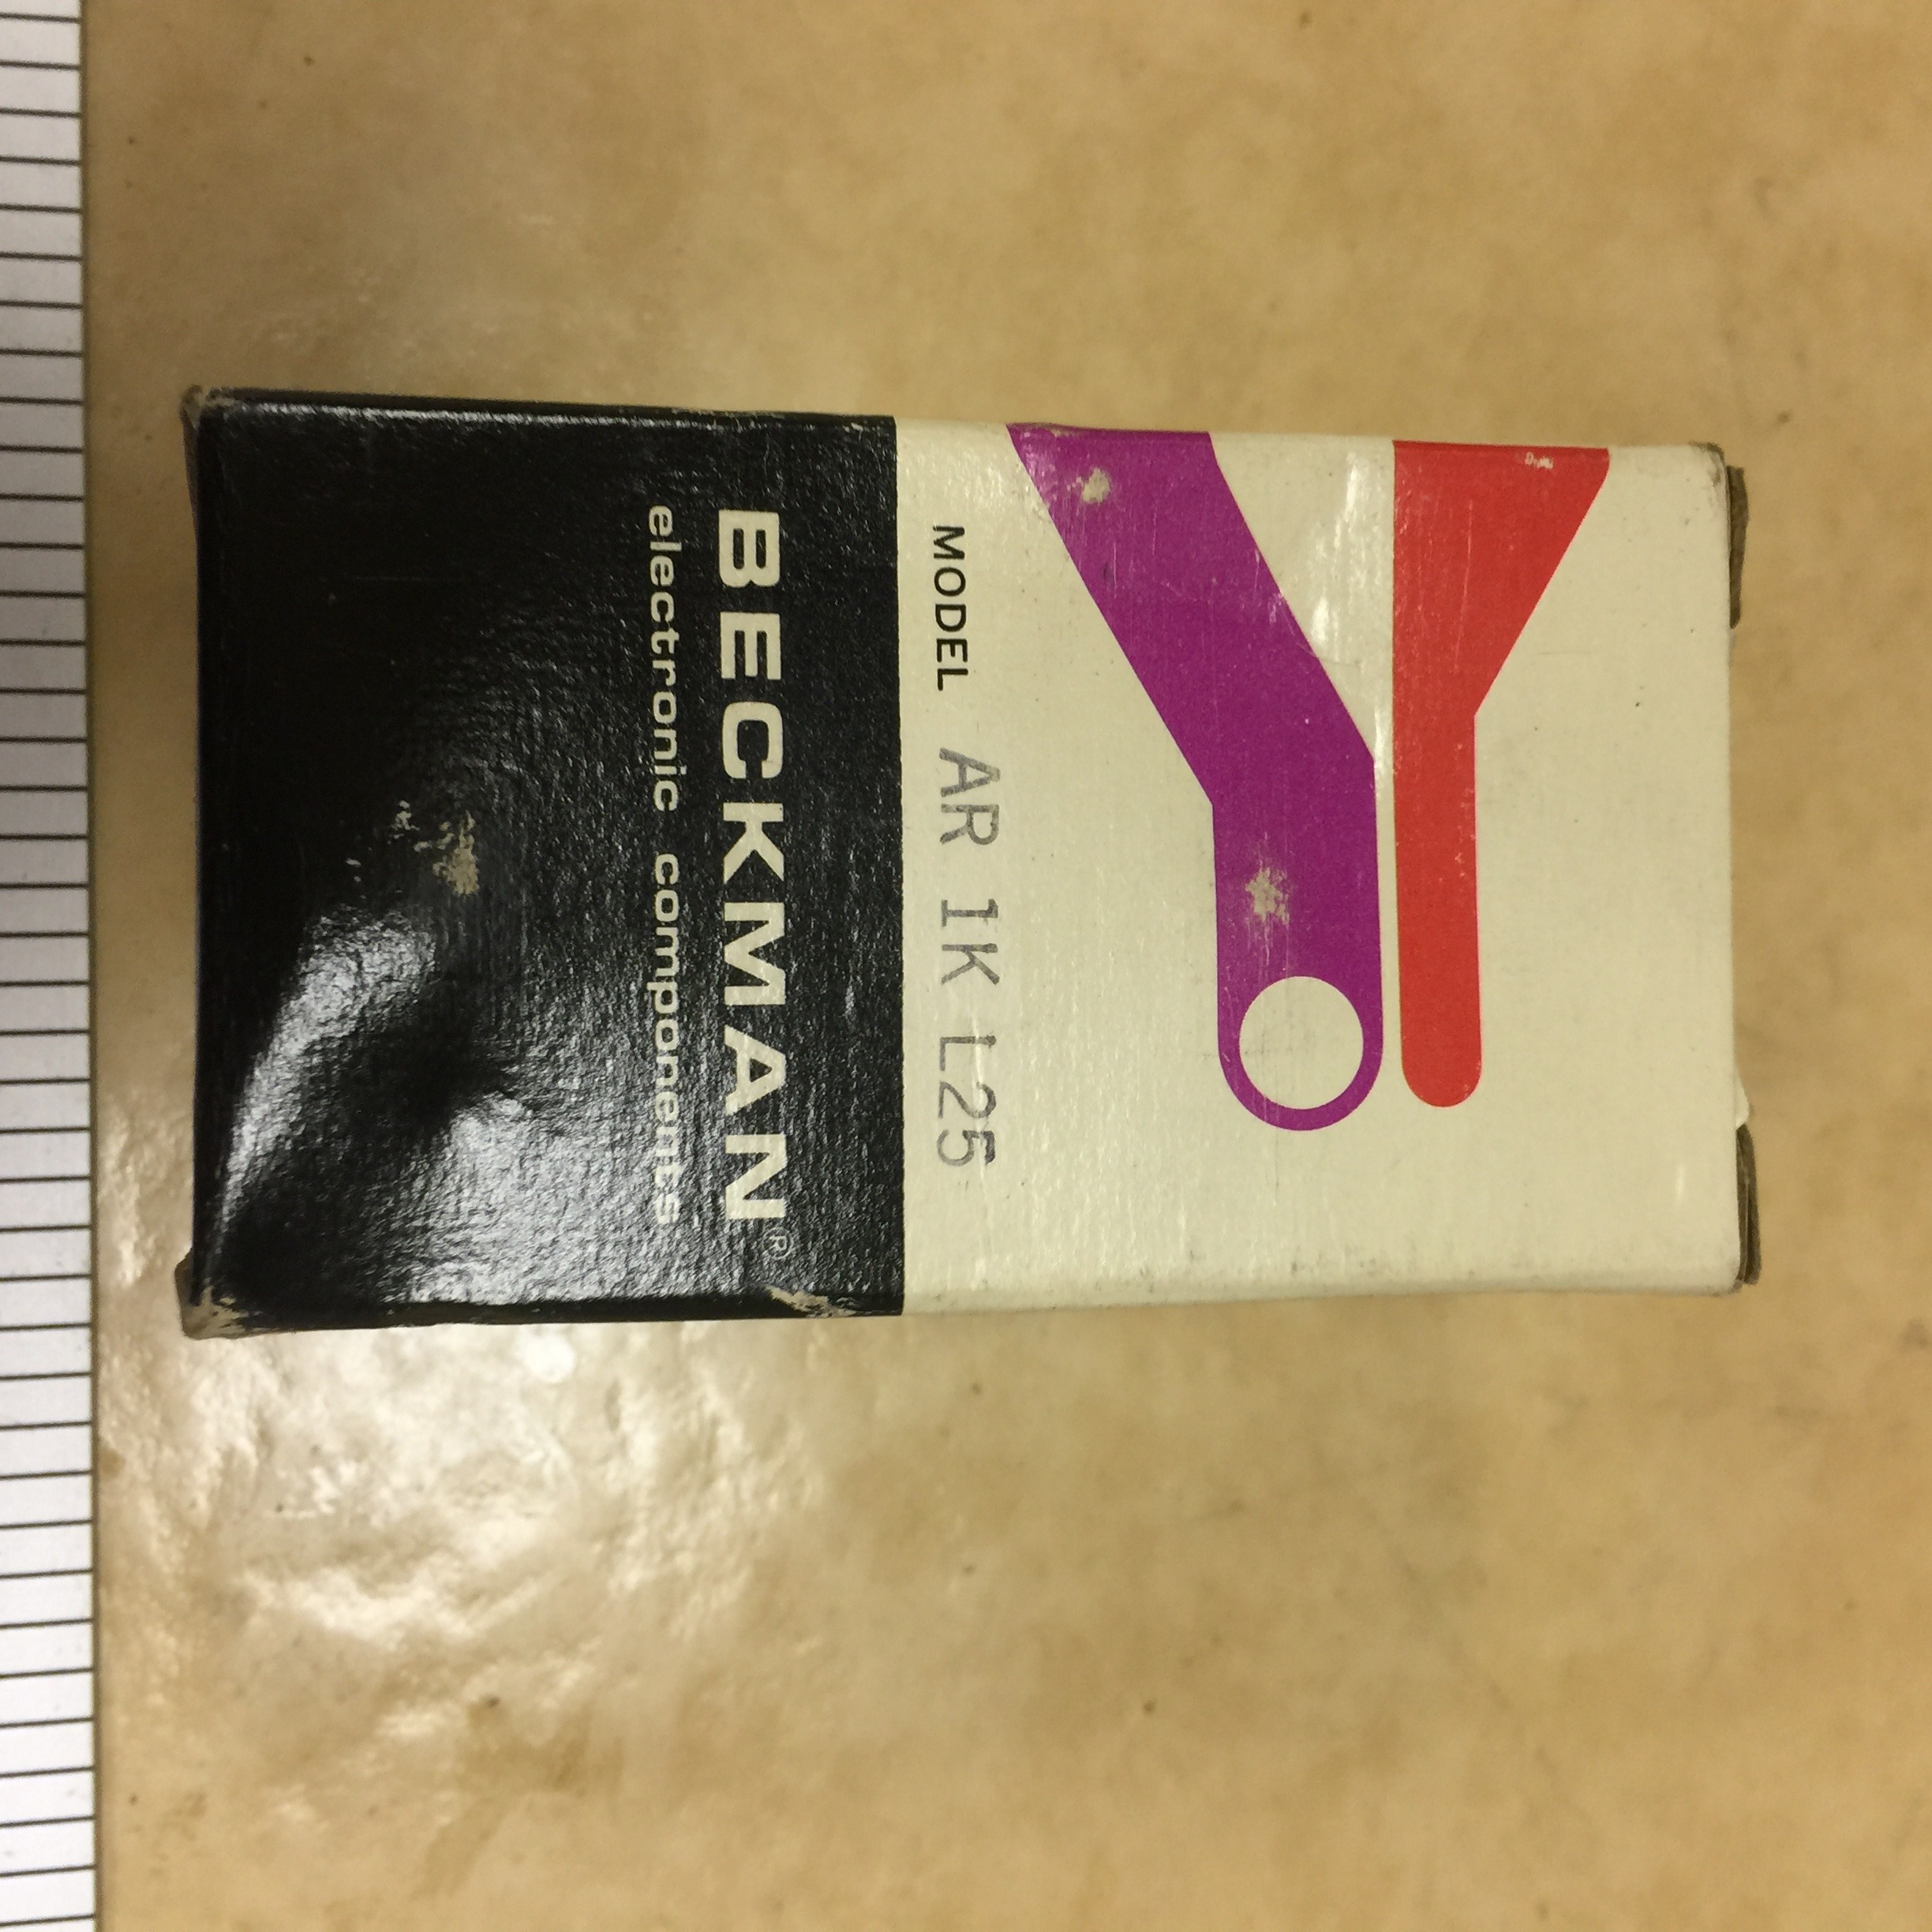 MODEL AR 1K L25
BECKMAN®
electronic components